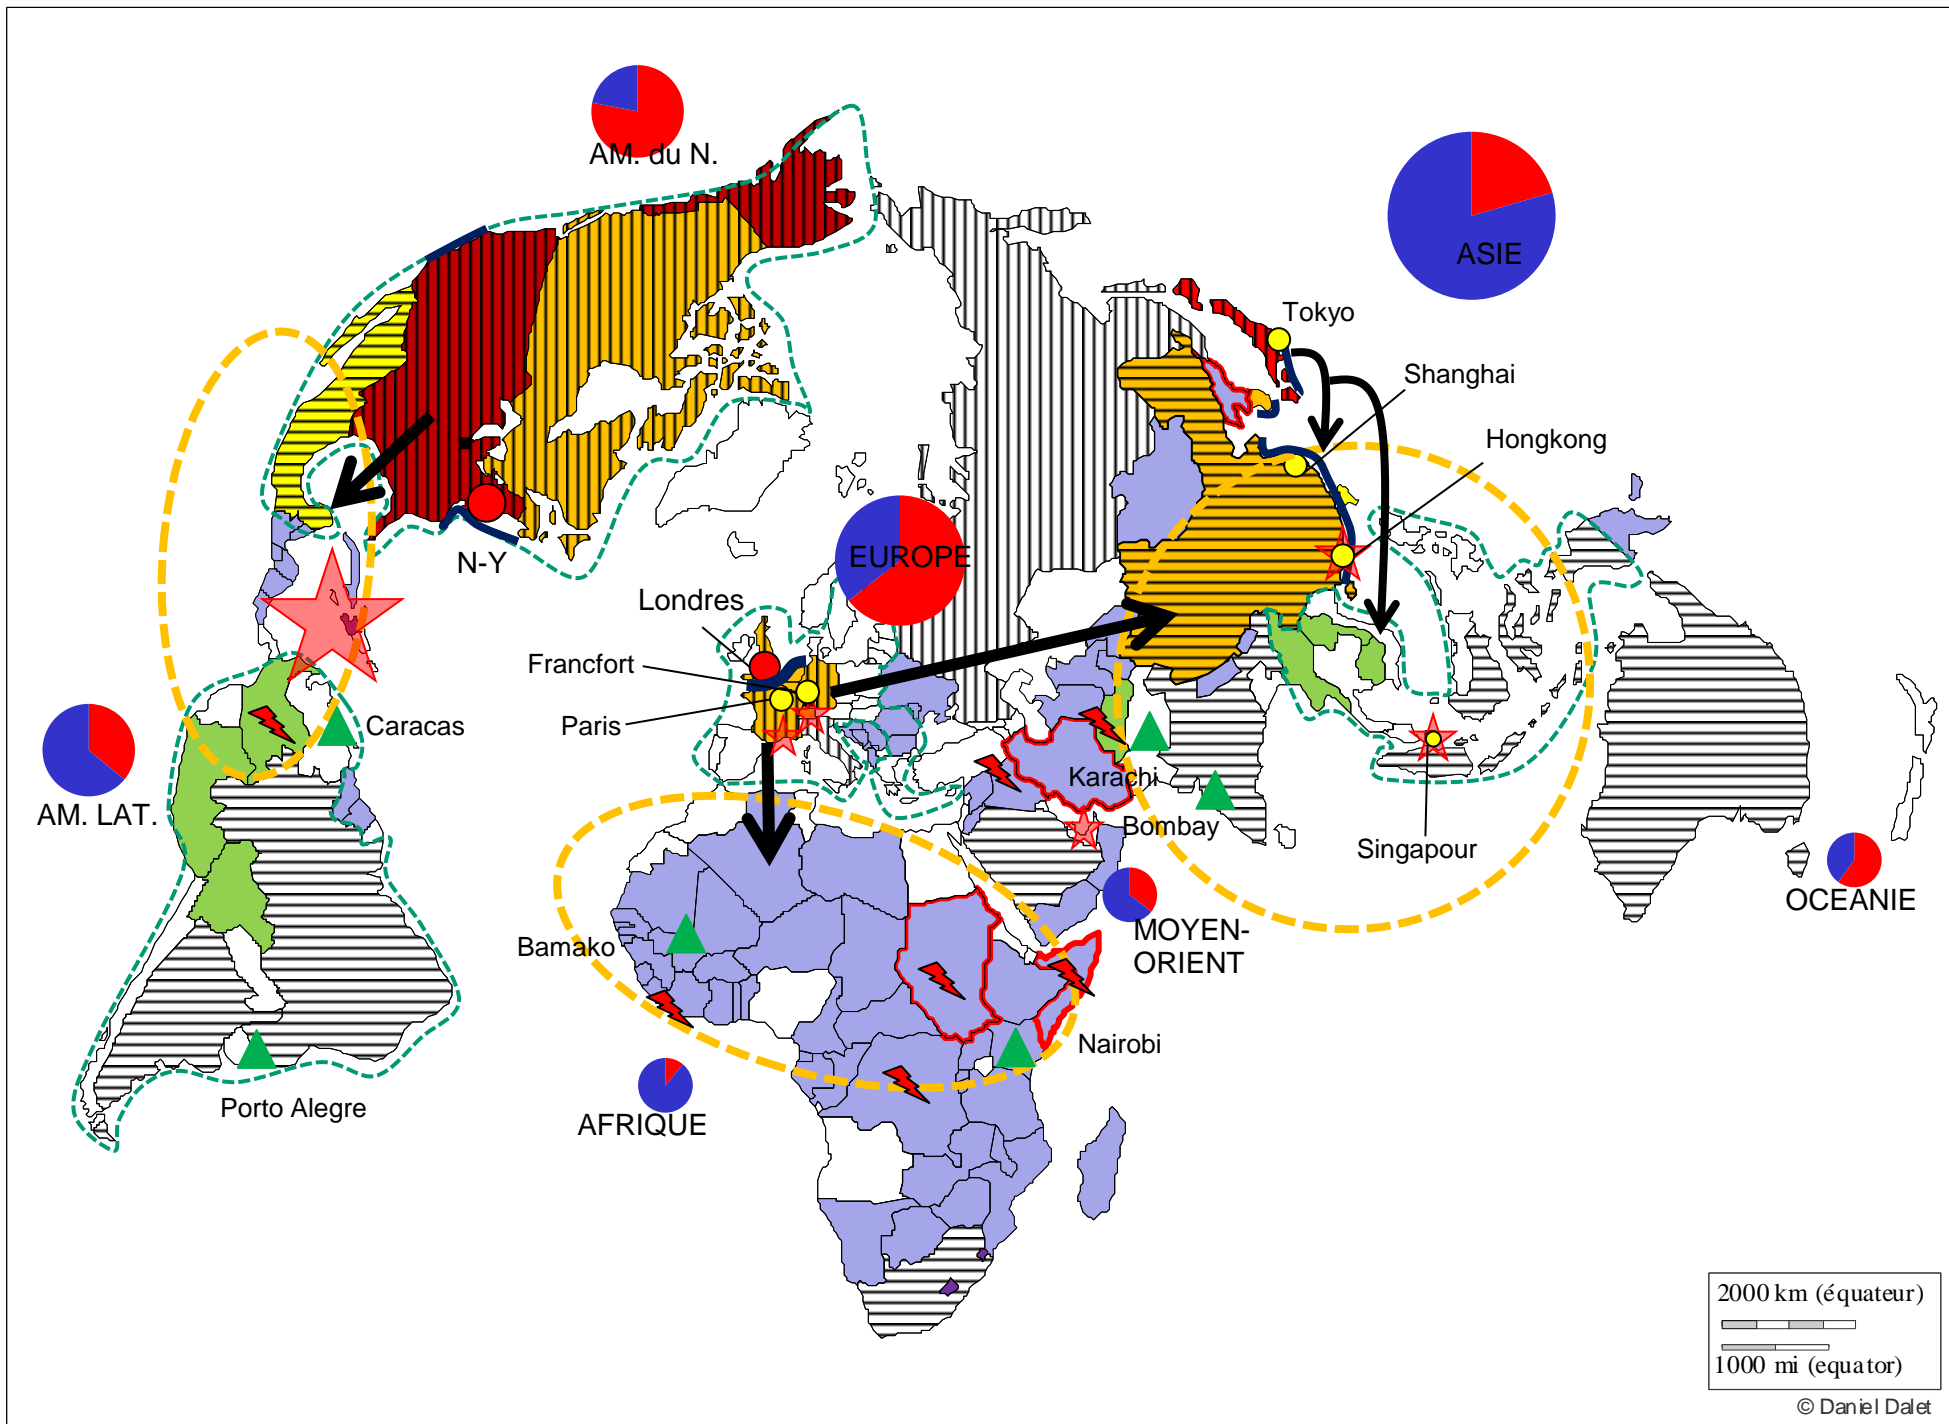 AM. du N.
ASIE
Tokyo
Shanghai
Hongkong
EUROPE
N-Y
Londres
Francfort
Paris
Caracas
AM. LAT.
Karachi
Bombay
Singapour
OCEANIE
MOYEN-
ORIENT
Bamako
Nairobi
Porto Alegre
AFRIQUE
2000 km (équateur)
1000 mi (equator)
© Daniel Dalet